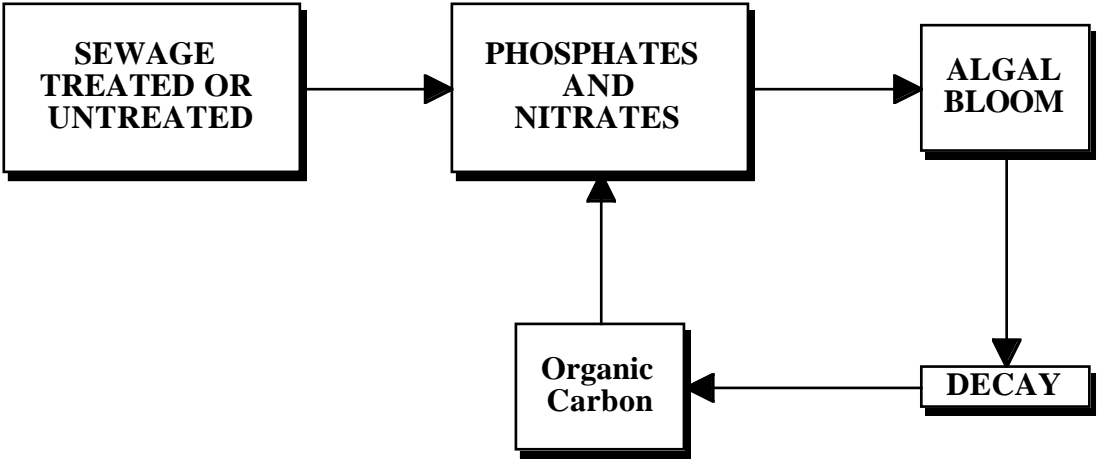 SEWAGE
TREATED OR
UNTREATED
PHOSPHATES
AND
NITRATES
ALGAL
BLOOM
Organic
Carbon
DECAY